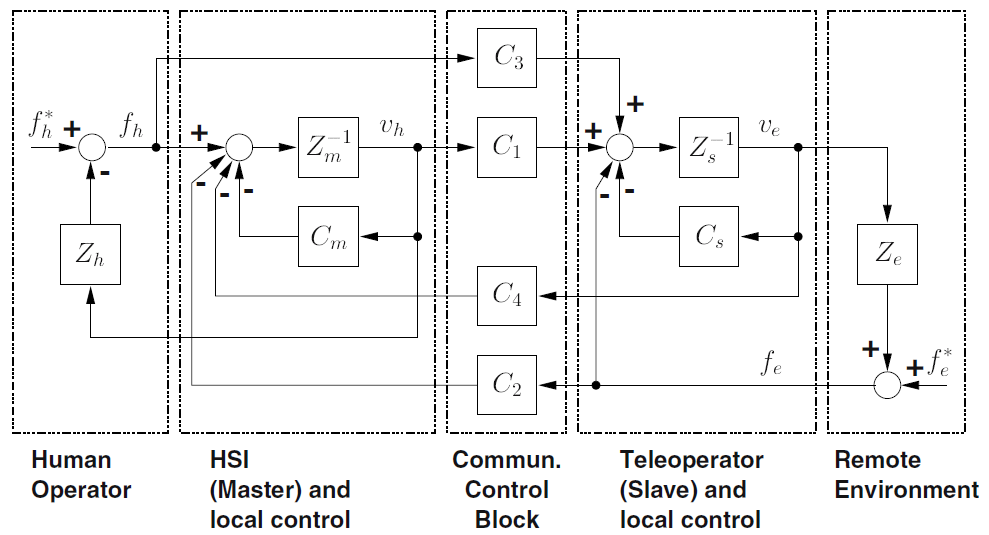 C_3
f_h^* + f_h + Z_m^{-1} v_h C_1 + + Z_s^{-1} v_e
- - - - - -
Z_h C_m C_s Z_e
C_4
C_2 f_e + + f_e^*
Human
Operator
HSI
(Master) and
local control
Commun.
Control
Block
Teleoperator
(Slave) and
local control
Remote
Environment